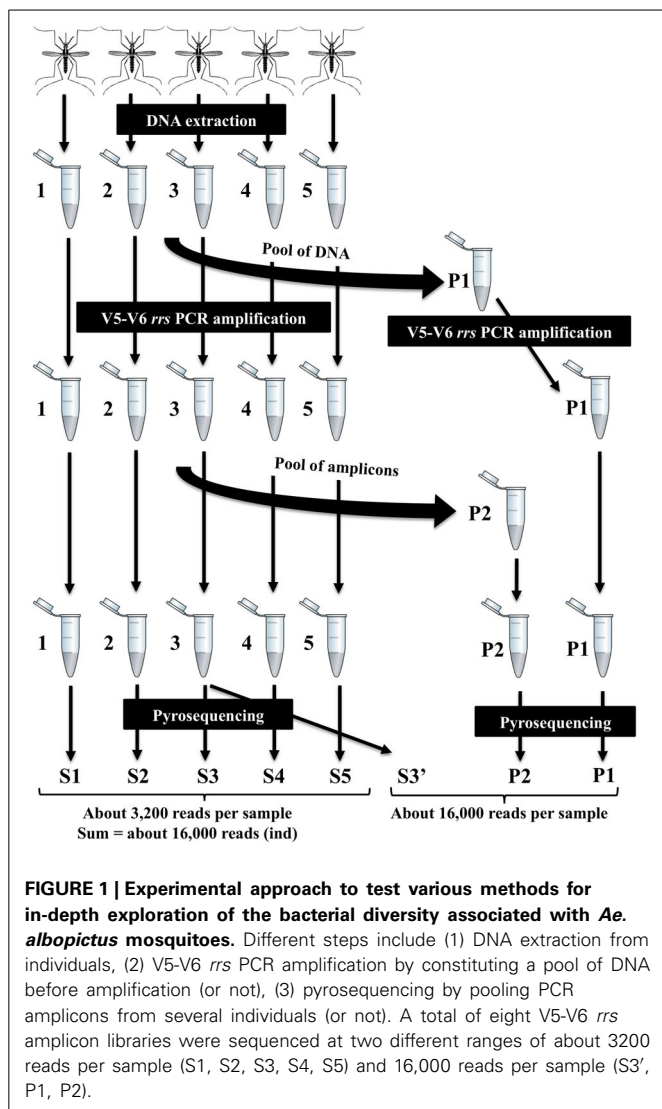 DNA extraction
1 2 3 4 5
Pool of DNA
P1
V5-V6 rrs PCR amplification
V5-V6 rrs PCR amplification
1 2 3 4 5
P1
Pool of amplicons
P2
1 2 3 4 5
P2 P1
Pyrosequencing
Pyrosequencing
S1 S2 S3 S4 S5 S3’ P2 P1
About 3,200 reads per sample
Sum = about 16,000 reads (ind)
About 16,000 reads per sample
FIGURE 1 | Experimental approach to test various methods for
in-depth exploration of the bacterial diversity associated with Ae.
albopictus mosquitoes. Different steps include (1) DNA extraction from
individuals, (2) V5-V6 rrs PCR amplification by constituting a pool of DNA
before amplification (or not), (3) pyrosequencing by pooling PCR
amplicons from several individuals (or not). A total of eight V5-V6 rrs
amplicon libraries were sequenced at two different ranges of about 3200
reads per sample (S1, S2, S3, S4, S5) and 16,000 reads per sample (S3′,
P1, P2).